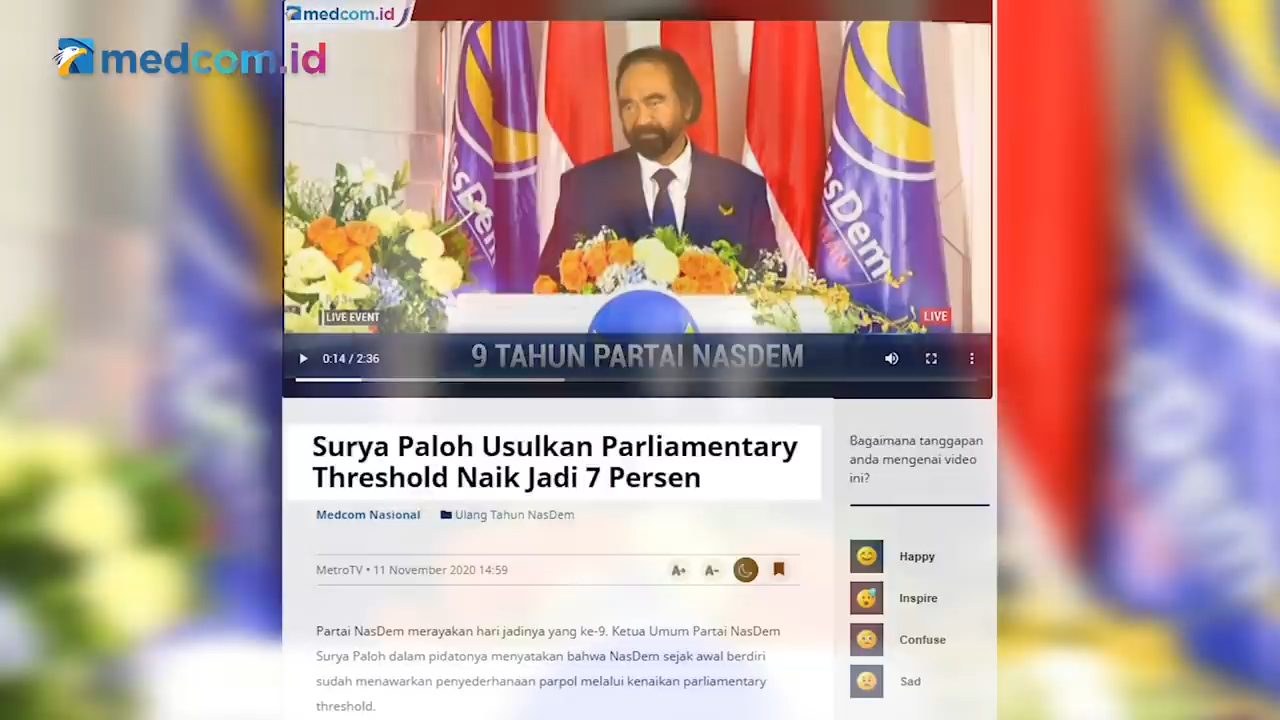 medcom.id
medcom.id
NasDem
LIVE EVENT
LIVE
0:14 / 2:36
9 TAHUN PARTAI NASDEM
Surya Paloh Usulkan Parliamentary
Threshold Naik Jadi 7 Persen
Medcom Nasional
Ulang Tahun NasDem
MetroTV • 11 November 2020 14:59
A+
A-
Partai NasDem merayakan hari jadinya yang ke-9. Ketua Umum Partai NasDem
Surya Paloh dalam pidatonya menyatakan bahwa NasDem sejak awal berdiri
sudah menawarkan penyederhanaan parpol melalui kenaikan parliamentary
threshold.
Bagaimana tanggapan
anda mengenai video
ini?
Happy
Inspire
Confuse
Sad